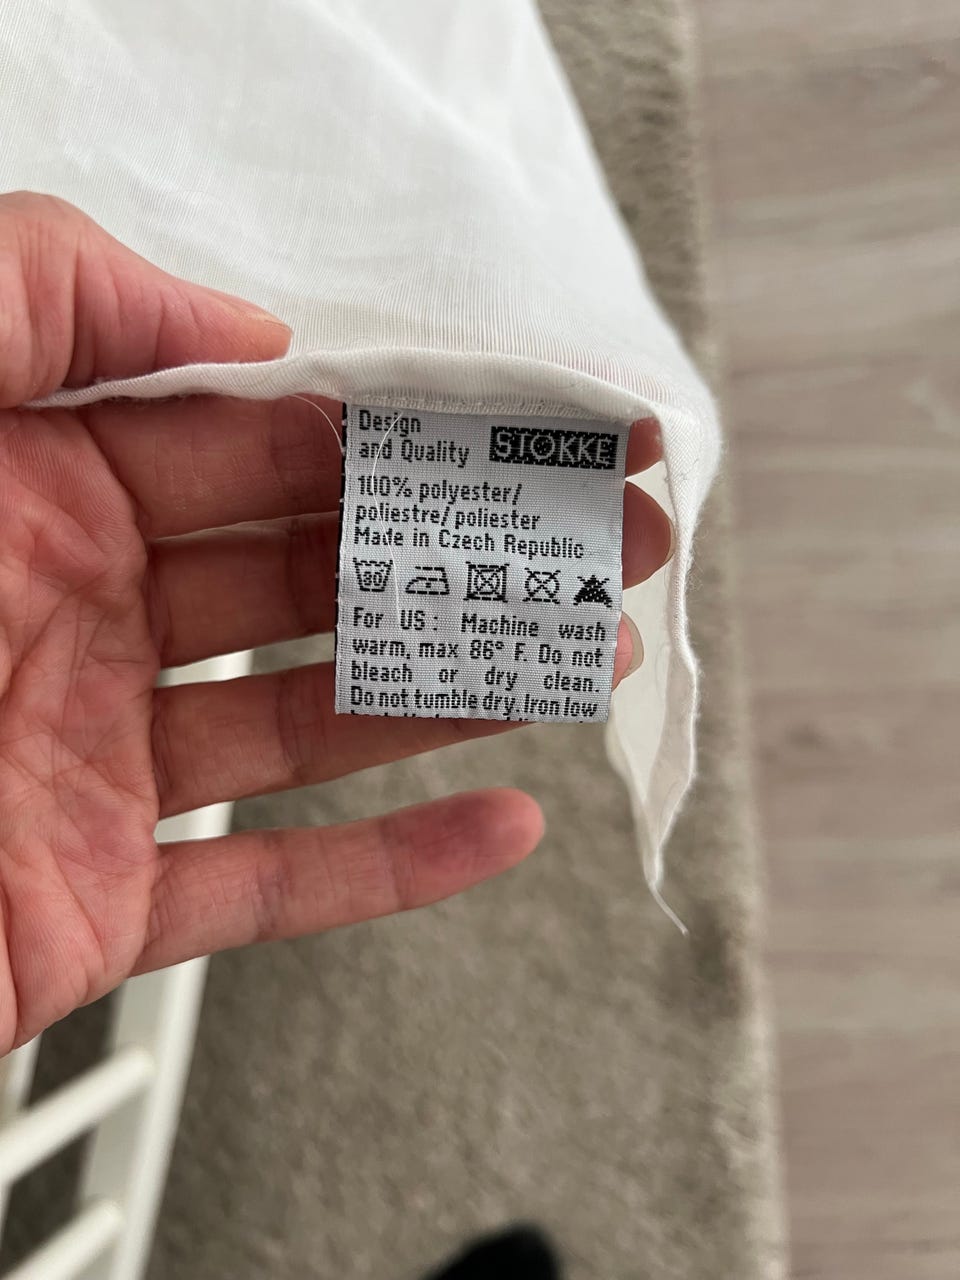 Design
and Quality STOKKE
100% polyester/
poliestre/poliester
Made in Czech Republic
30
For US: Machine wash
warm, max 86° F. Do not
bleach or dry clean.
Do not tumble dry. Iron low